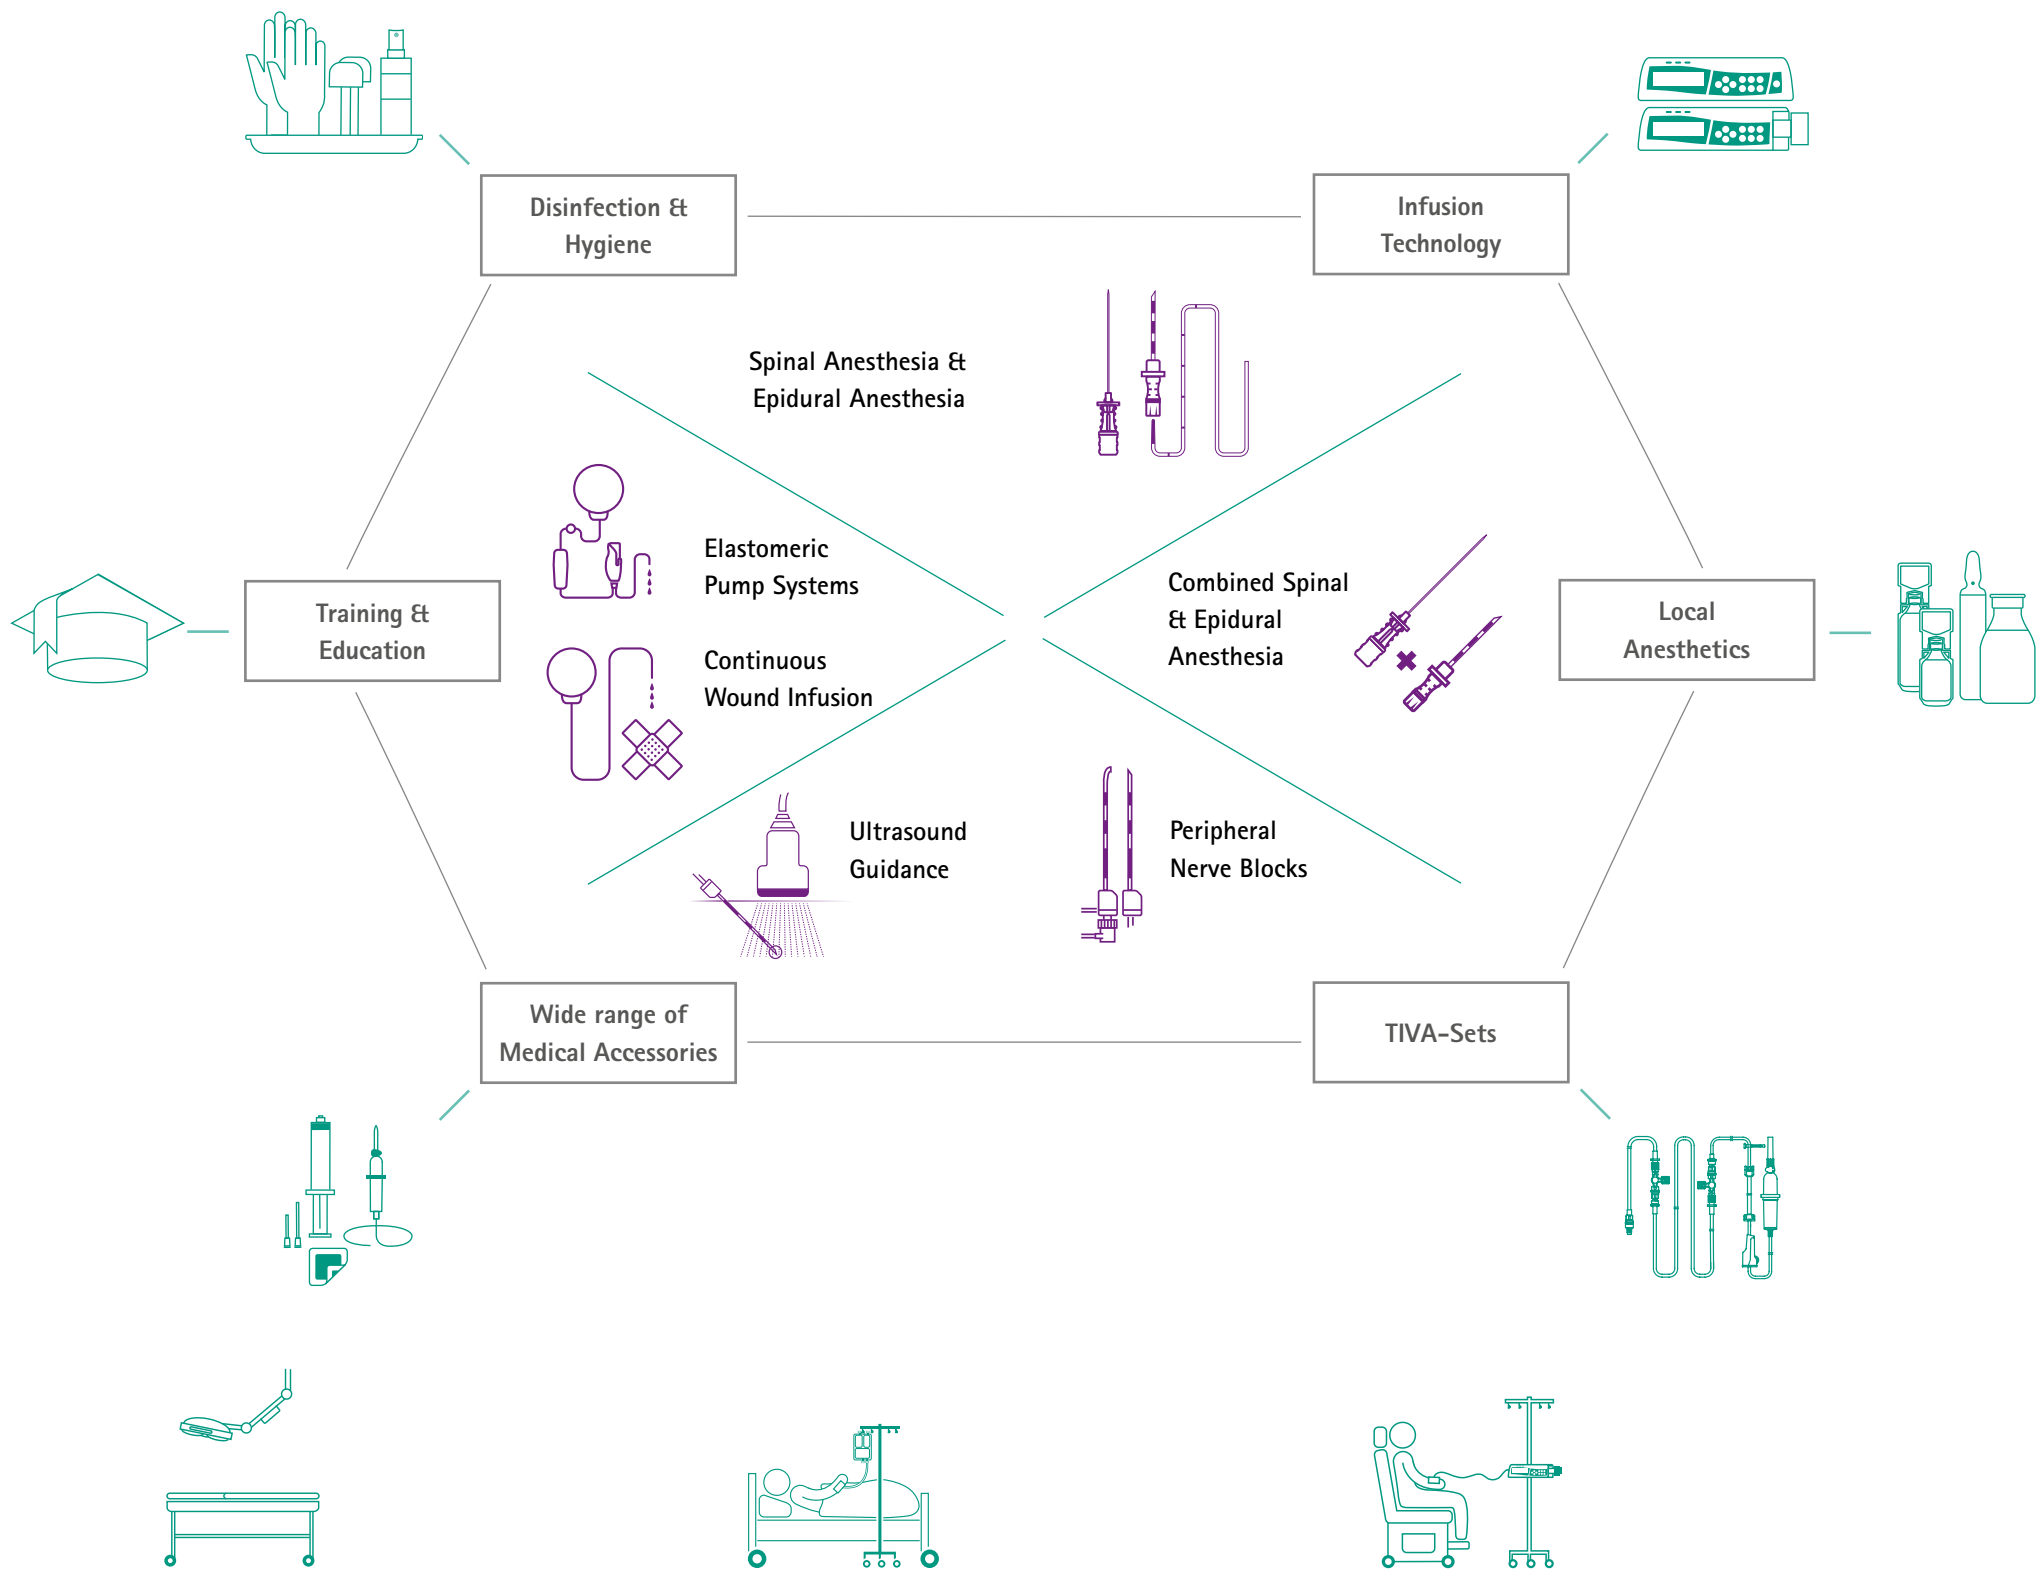 Disinfection &
Hygiene
Infusion
Technology
Spinal Anesthesia &
Epidural Anesthesia
Elastomeric
Pump Systems
Combined Spinal
& Epidural
Anesthesia
Training &
Education
Local
Anesthetics
Continuous
Wound Infusion
Ultrasound
Guidance
Peripheral
Nerve Blocks
Wide range of
Medical Accessories
TIVA-Sets